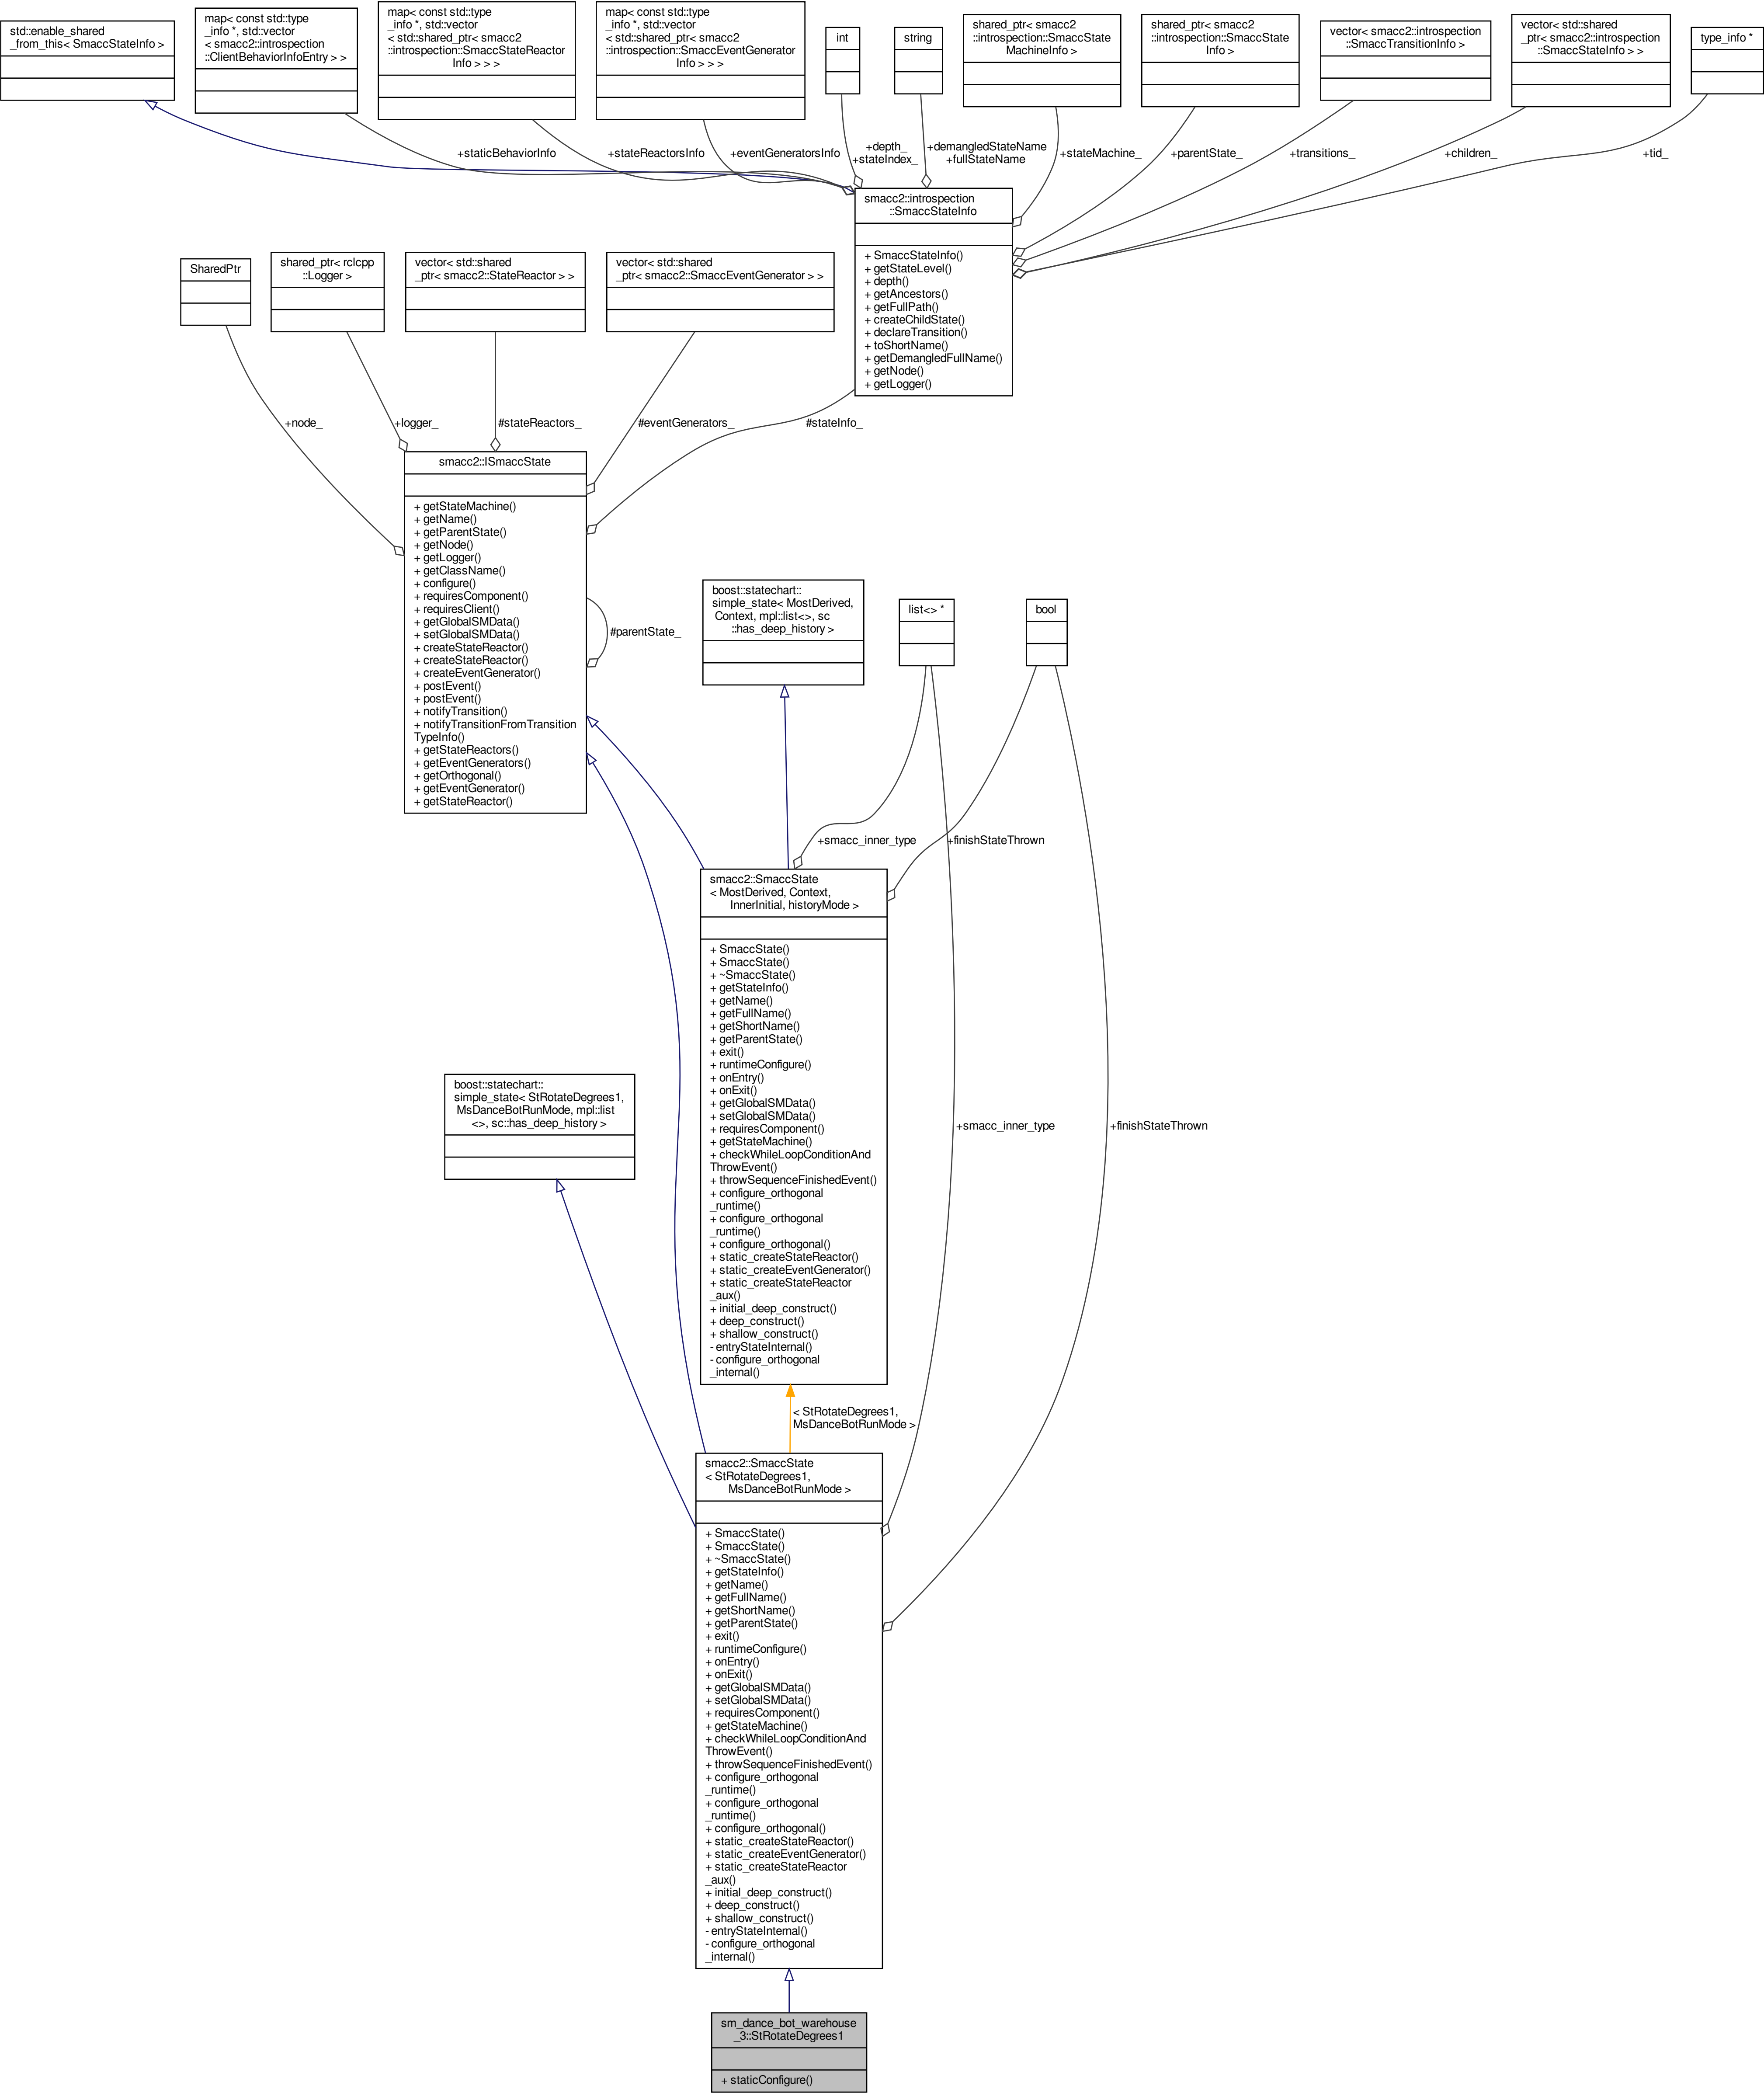 std::enable_shared
_from_this< SmaccStateInfo >
map< const std::type
_info *, std::vector
< smacc2::introspection
::ClientBehaviorInfoEntry > >
map< const std::type
_info *, std::vector
< std::shared_ptr< smacc2
::introspection::SmaccStateReactor
Info > > >
map< const std::type
_info *, std::vector
< std::shared_ptr< smacc2
::introspection::SmaccEventGenerator
Info > > >
int
string
shared_ptr< smacc2
::introspection::SmaccState
MachineInfo >
shared_ptr< smacc2
::introspection::SmaccState
Info >
vector< smacc2::introspection
::SmaccTransitionInfo >
vector< std::shared
_ptr< smacc2::introspection
::SmaccStateInfo > >
type_info *
+staticBehaviorInfo
+stateReactorsInfo
+eventGeneratorsInfo
+depth_
+stateIndex_
+demangledStateName
+fullStateName
+stateMachine_
+parentState_
+transitions_
+children_
+tid_
smacc2::introspection
::SmaccStateInfo
+ SmaccStateInfo()
+ getStateLevel()
+ depth()
+ getAncestors()
+ getFullPath()
+ createChildState()
+ declareTransition()
+ toShortName()
+ getDemangledFullName()
+ getNode()
+ getLogger()
SharedPtr
shared_ptr< rclcpp
::Logger >
vector< std::shared
_ptr< smacc2::StateReactor > >
vector< std::shared
_ptr< smacc2::SmaccEventGenerator > >
+node_
+logger_
#stateReactors_
#eventGenerators_
#stateInfo_
smacc2::ISmaccState
+ getStateMachine()
+ getName()
+ getParentState()
+ getNode()
+ getLogger()
+ getClassName()
+ configure()
+ requiresComponent()
+ requiresClient()
+ getGlobalSMData()
+ setGlobalSMData()
+ createStateReactor()
+ createStateReactor()
+ createEventGenerator()
+ postEvent()
+ postEvent()
+ notifyTransition()
+ notifyTransitionFromTransition
TypeInfo()
+ getStateReactors()
+ getEventGenerators()
+ getOrthogonal()
+ getEventGenerator()
+ getStateReactor()
#parentState_
boost::statechart::
simple_state< MostDerived,
Context, mpl::list<>, sc
::has_deep_history >
list<> *
bool
+smacc_inner_type
+finishStateThrown
smacc2::SmaccState
< MostDerived, Context,
InnerInitial, historyMode >
+ SmaccState()
+ SmaccState()
+ ~SmaccState()
+ getStateInfo()
+ getName()
+ getFullName()
+ getShortName()
+ getParentState()
+ exit()
+ runtimeConfigure()
+ onEntry()
+ onExit()
+ getGlobalSMData()
+ setGlobalSMData()
+ requiresComponent()
+ getStateMachine()
+ checkWhileLoopConditionAnd
ThrowEvent()
+ throwSequenceFinishedEvent()
+ configure_orthogonal
_runtime()
+ configure_orthogonal
_runtime()
+ configure_orthogonal()
+ static_createStateReactor()
+ static_createEventGenerator()
+ static_createStateReactor
_aux()
+ initial_deep_construct()
+ deep_construct()
+ shallow_construct()
- entryStateInternal()
- configure_orthogonal
_internal()
boost::statechart::
simple_state< StRotateDegrees1,
MsDanceBotRunMode, mpl::list
<>, sc::has_deep_history >
+smacc_inner_type
+finishStateThrown
< StRotateDegrees1,
MsDanceBotRunMode >
smacc2::SmaccState
< StRotateDegrees1,
MsDanceBotRunMode >
+ SmaccState()
+ SmaccState()
+ ~SmaccState()
+ getStateInfo()
+ getName()
+ getFullName()
+ getShortName()
+ getParentState()
+ exit()
+ runtimeConfigure()
+ onEntry()
+ onExit()
+ getGlobalSMData()
+ setGlobalSMData()
+ requiresComponent()
+ getStateMachine()
+ checkWhileLoopConditionAnd
ThrowEvent()
+ throwSequenceFinishedEvent()
+ configure_orthogonal
_runtime()
+ configure_orthogonal
_runtime()
+ configure_orthogonal()
+ static_createStateReactor()
+ static_createEventGenerator()
+ static_createStateReactor
_aux()
+ initial_deep_construct()
+ deep_construct()
+ shallow_construct()
- entryStateInternal()
- configure_orthogonal
_internal()
sm_dance_bot_warehouse
_3::StRotateDegrees1
+ staticConfigure()